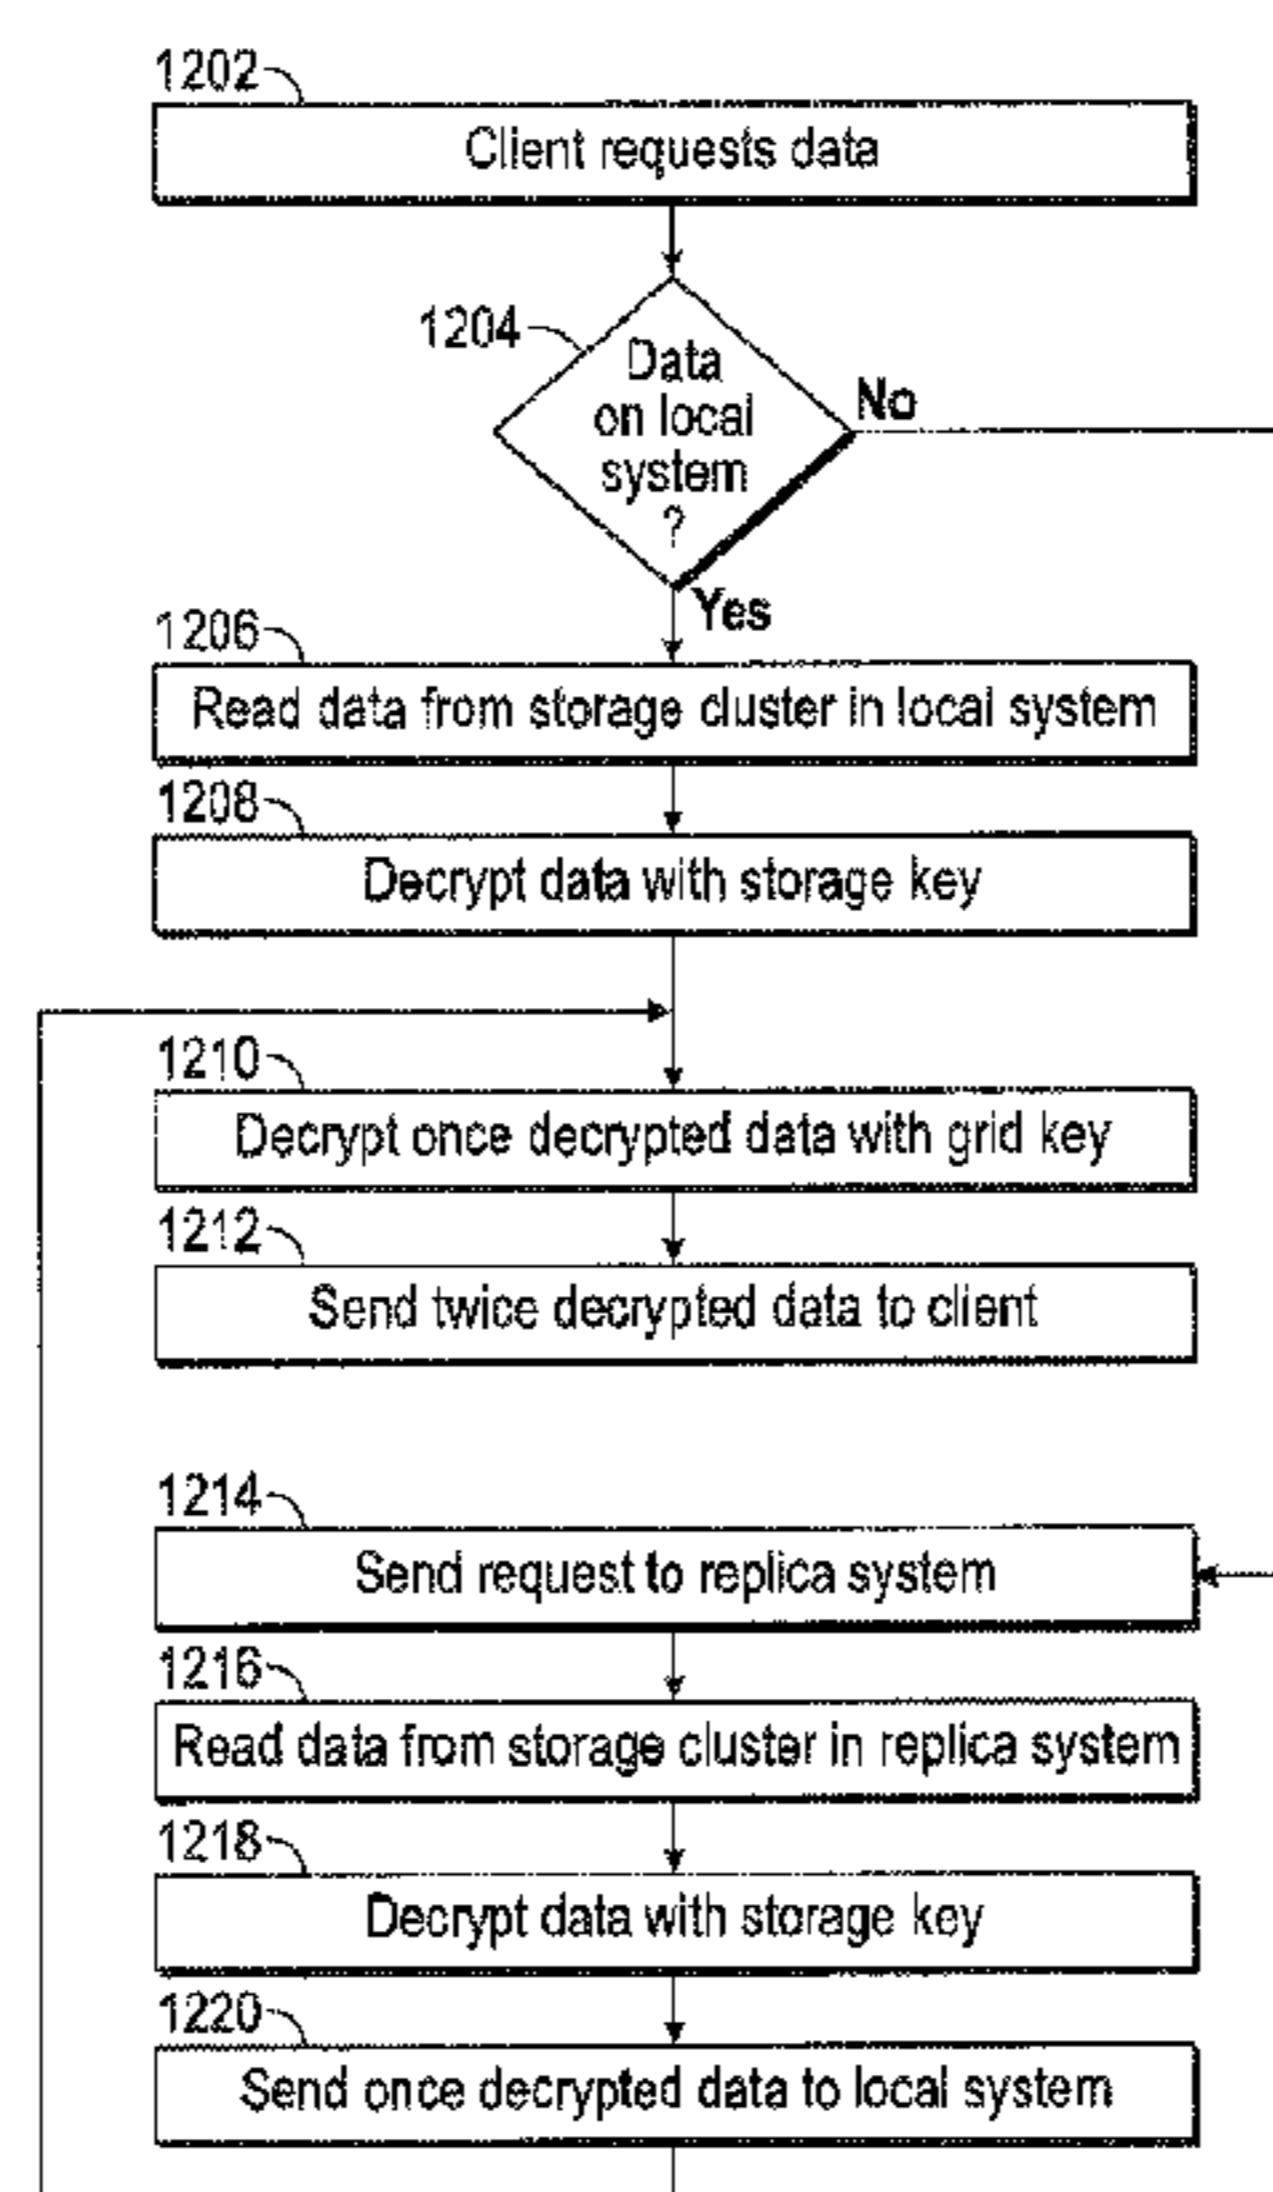 1202
Client requests data
1204
Data
on local
system
?
No
Yes
1206
Read data from storage cluster in local system
1208
Decrypt data with storage key
1210
Decrypt once decrypted data with grid key
1212
Send twice decrypted data to client
1214
Send request to replica system
1216
Read data from storage cluster in replica system
1218
Decrypt data with storage key
1220
Send once decrypted data to local system